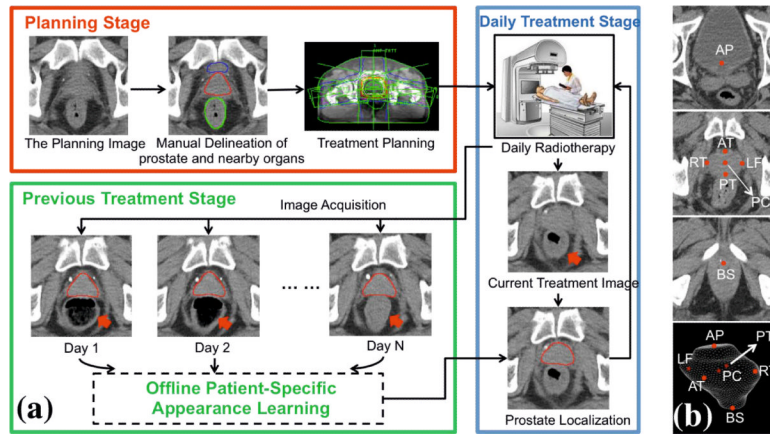 Planning Stage
The Planning Image
Manual Delineation of
prostate and nearby organs
Treatment Planning
Daily Treatment Stage
Daily Radiotherapy
Current Treatment Image
Prostate Localization
Previous Treatment Stage
Image Acquisition
... ...
Day 1
Day 2
Day N
Offline Patient-Specific
Appearance Learning
(a)
AP
AT
RT
LF
PT
PC
BS
AP
PT
LF
PC
RT
AT
BS
(b)